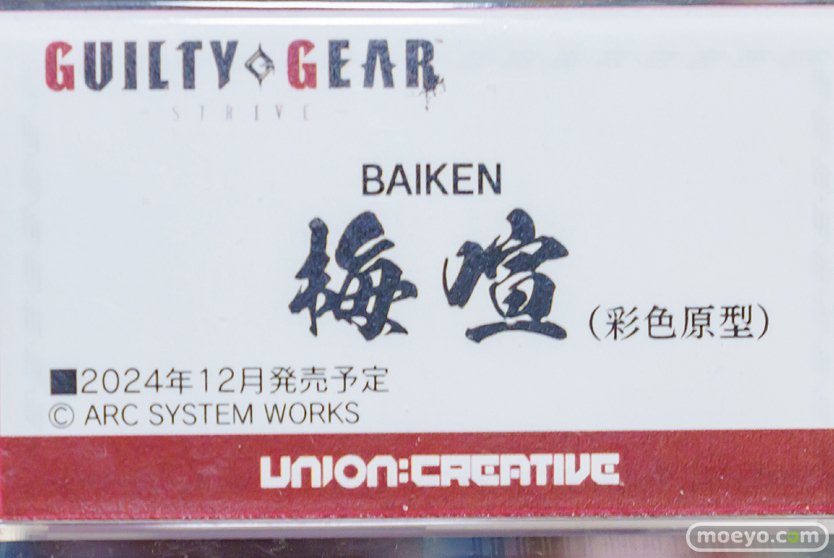 GUILTY GEAR
STRIVE
BAIKEN
梅喧
(彩色原型)
■2024年12月発売予定
© ARC SYSTEM WORKS
UNION:CREATIVE
moeyo.com